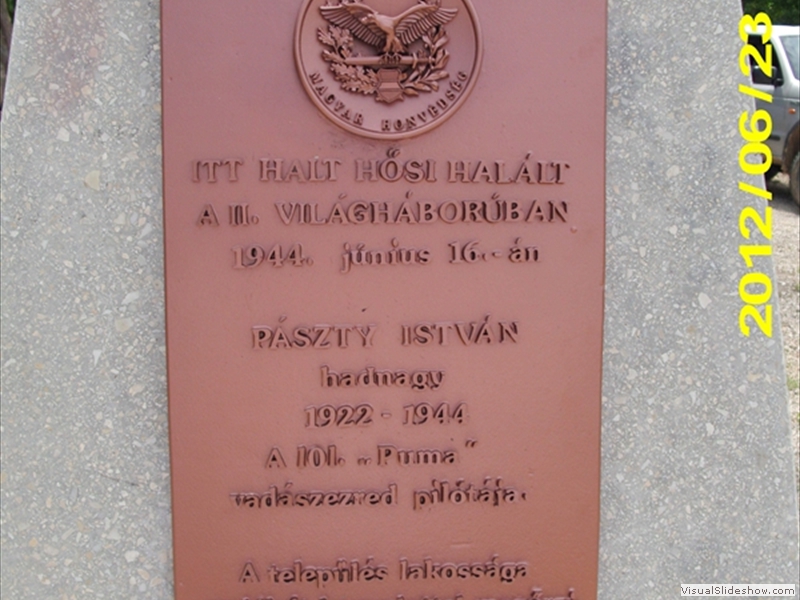 MAGYAR HONVÉDSÉG
ITT HALT HŐSI HALÁLT
A II. VILÁGHÁBORÚBAN
1944. június 16.-án
PÁSZTY ISTVÁN
hadnagy
1922 - 1944
A 101. „Puma"
vadászezred pilótája.
A település lakossága
2012/06/23
VisualSlideshow.com